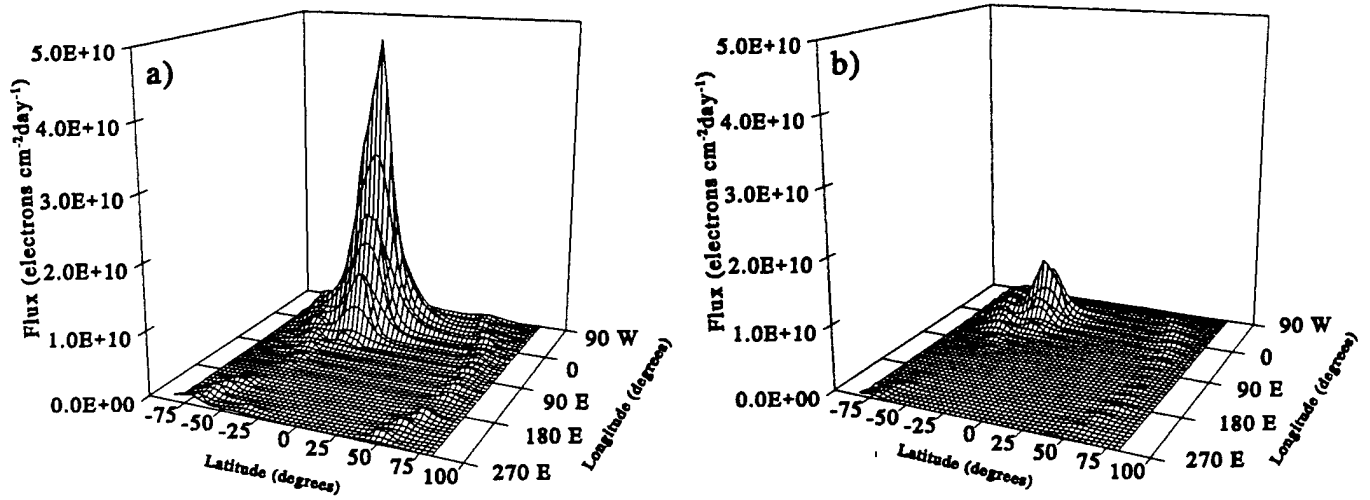 a)
5.0E+10
4.0E+10
3.0E+10
2.0E+10
1.0E+10
0.0E+00
Flux (electrons cm⁻²day⁻¹)
-75
-50
-25
0
25
50
75
100
Latitude (degrees)
90 W
0
90 E
180 E
270 E
Longitude (degrees)
b)
5.0E+10
4.0E+10
3.0E+10
2.0E+10
1.0E+10
0.0E+00
Flux (electrons cm⁻²day⁻¹)
-75
-50
-25
0
25
50
75
100
Latitude (degrees)
90 W
0
90 E
180 E
270 E
Longitude (degrees)